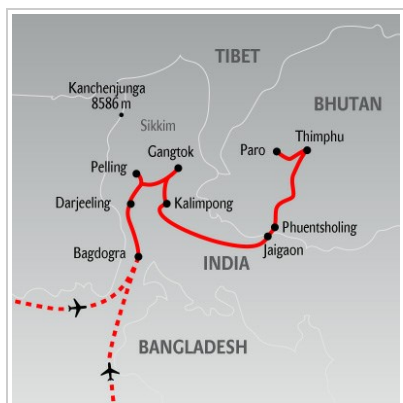 TIBET
Kanchenjunga
8586 m
BHUTAN
Sikkim
Gangtok
Paro
Thimphu
Pelling
Darjeeling
Kalimpong
Phuentsholing
Jaigaon
Bagdogra
INDIA
BANGLADESH